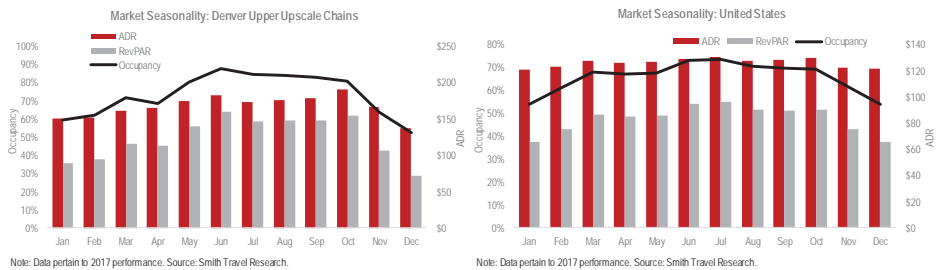 Market Seasonality: Denver Upper Upscale Chains
ADR
RevPAR
Occupancy
100%
90%
80%
70%
60%
50%
40%
30%
20%
10%
0%
Occupancy
$250
$200
$150
$100
$50
$0
ADR
Jan Feb Mar Apr May Jun Jul Aug Sep Oct Nov Dec
Note: Data pertain to 2017 performance. Source: Smith Travel Research.
Market Seasonality: United States
ADR RevPAR Occupancy
80%
70%
60%
50%
40%
30%
20%
10%
0%
Occupancy
$140
$120
$100
$80
$60
$40
$20
$0
ADR
Jan Feb Mar Apr May Jun Jul Aug Sep Oct Nov Dec
Note: Data pertain to 2017 performance. Source: Smith Travel Research.